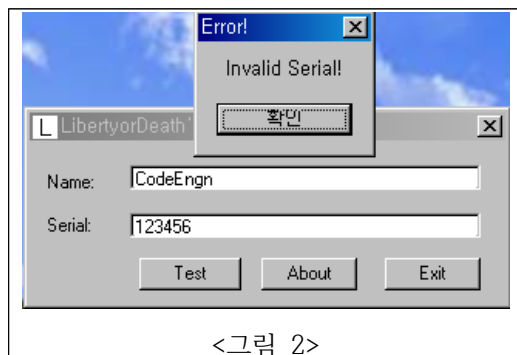 Error!
Invalid Serial!
확인
L LibertyorDeath'
Name:
CodeEngn
Serial:
123456
Test About Exit
<그림 2>